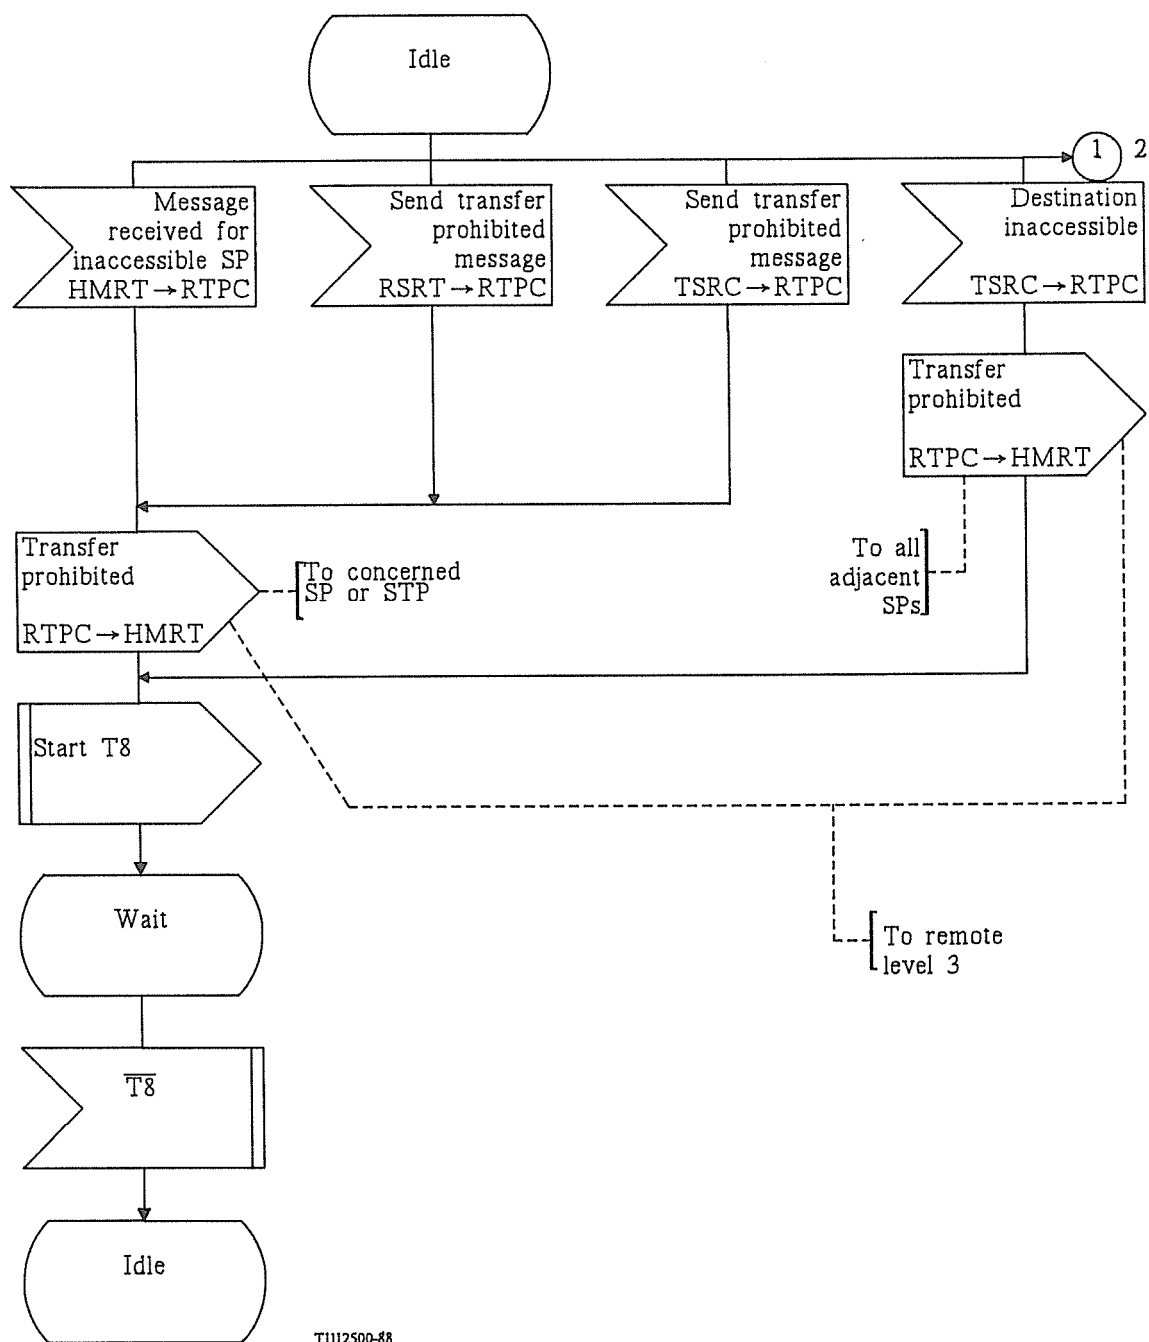 Idle
1 2
Message
received for
inaccessible SP
HMRT→RTPC
Send transfer
prohibited
message
RSRT→RTPC
Send transfer
prohibited
message
TSRC→RTPC
Destination
inaccessible
TSRC→RTPC
Transfer
prohibited
RTPC→HMRT
To all
adjacent
SPs
Transfer
prohibited
RTPC→HMRT
To concerned
SP or STP
Start T8
Wait
To remote
level 3
T8
Idle
T1112500-88